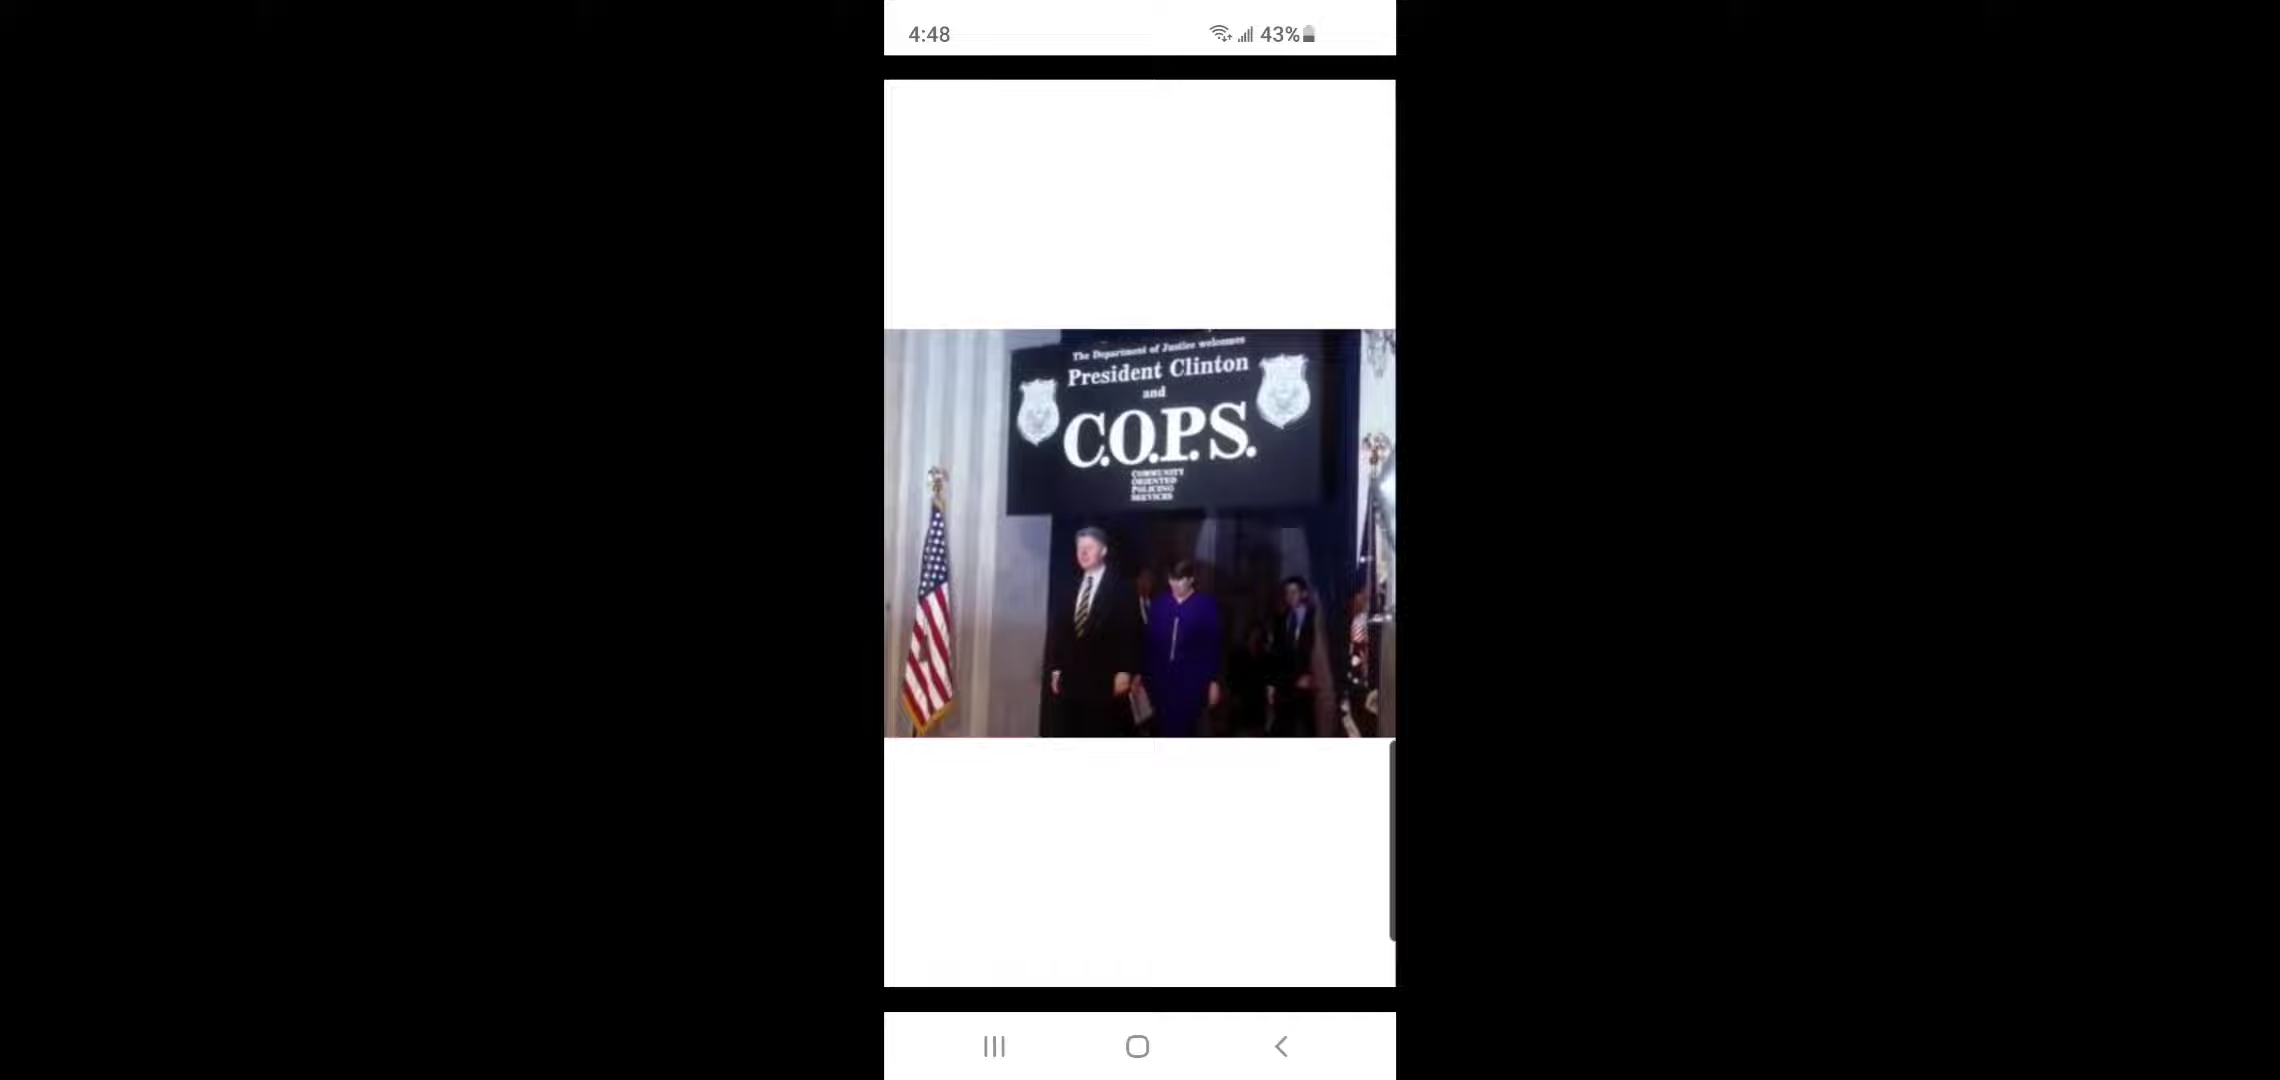 4:48
43%
The Department of Justice welcomes
President Clinton
and
C.O.P.S.
COMMUNITY
ORIENTED
POLICING
SERVICES